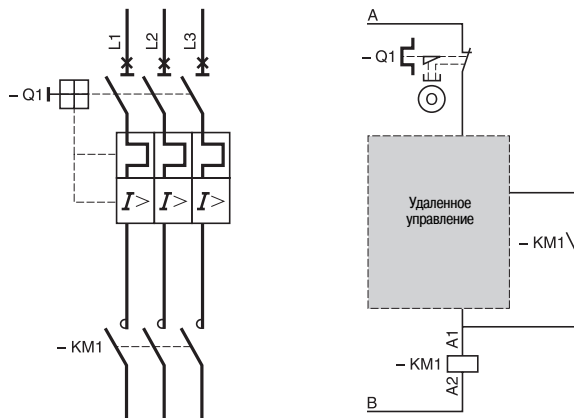 L1
L2
L3
– Q1
I>
I>
I>
– KM1
A
– Q1
O
Удаленное
управление
– KM1
A1
– KM1
A2
B